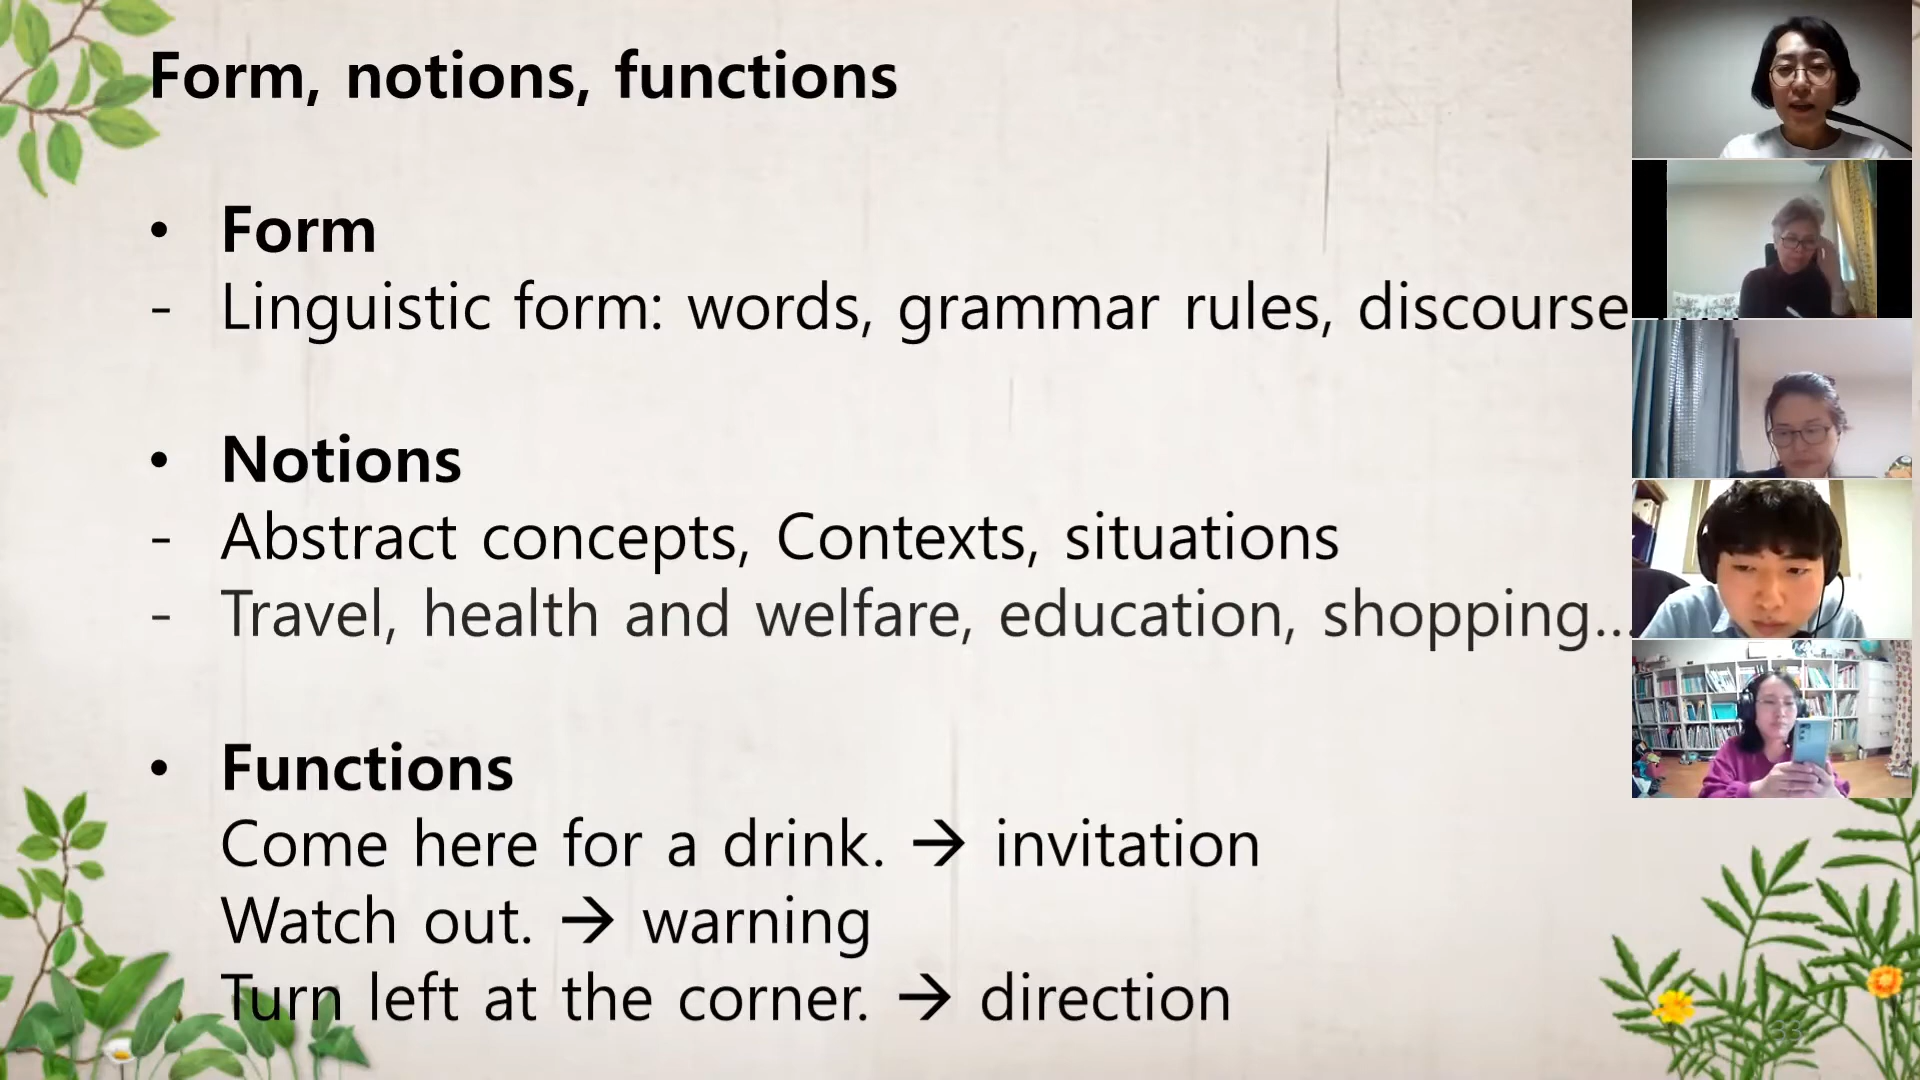 Form, notions, functions
• Form
- Linguistic form: words, grammar rules, discourse
• Notions
- Abstract concepts, Contexts, situations
- Travel, health and welfare, education, shopping...
• Functions
Come here for a drink. → invitation
Watch out. → warning
Turn left at the corner. → direction
33